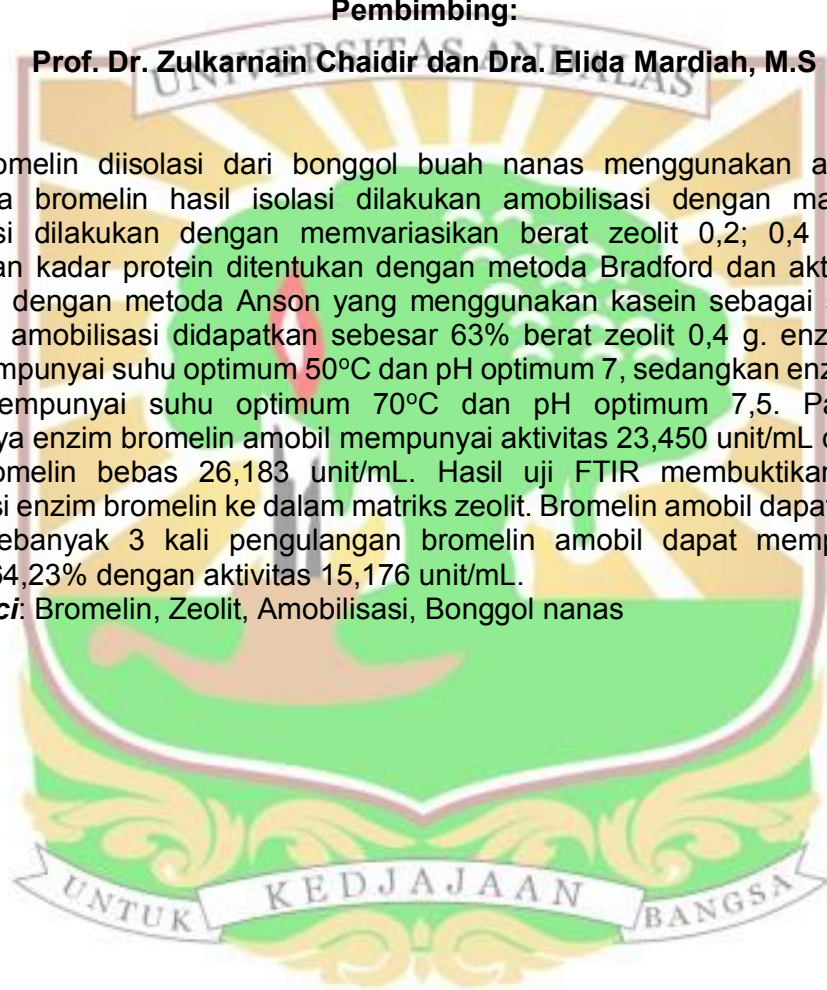 Pembimbing:
UNIVERSITAS ANDALAS
Prof. Dr. Zulkarnain Chaidir dan Dra. Elida Mardiah, M.S
omelin diisolasi dari bonggol buah nanas menggunakan a
a bromelin hasil isolasi dilakukan amobilisasi dengan ma
si dilakukan dengan memvariasikan berat zeolit 0,2; 0,4
an kadar protein ditentukan dengan metoda Bradford dan akt
dengan metoda Anson yang menggunakan kasein sebagai
amobilisasi didapatkan sebesar 63% berat zeolit 0,4 g. enz
mpunyai suhu optimum 50°C dan pH optimum 7, sedangkan enz
empunyai suhu optimum 70°C dan pH optimum 7,5. Pa
ya enzim bromelin amobil mempunyai aktivitas 23,450 unit/mL
omelin bebas 26,183 unit/mL. Hasil uji FTIR membuktikan
si enzim bromelin ke dalam matriks zeolit. Bromelin amobil dapat
ebanyak 3 kali pengulangan bromelin amobil dapat memp
64,23% dengan aktivitas 15,176 unit/mL.
ci: Bromelin, Zeolit, Amobilisasi, Bonggol nanas
UNTUK KEDJAJAAN BANGSA